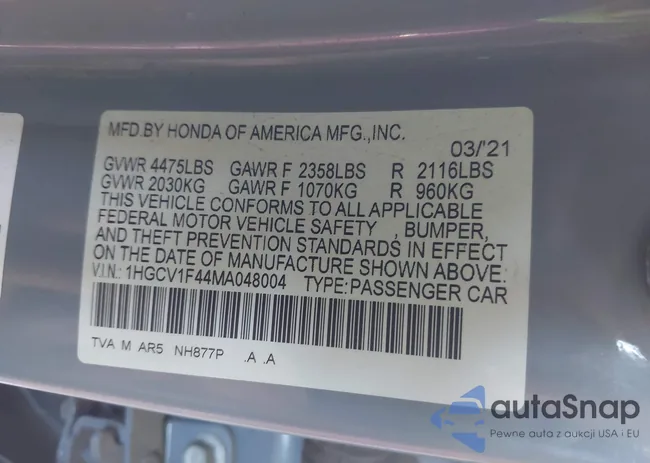 MFD.BY HONDA OF AMERICA MFG.,INC.
03/'21
GVWR 4475LBS GAWR F 2358LBS R 2116LBS
GVWR 2030KG GAWR F 1070KG R 960KG
THIS VEHICLE CONFORMS TO ALL APPLICABLE
FEDERAL MOTOR VEHICLE SAFETY , BUMPER,
AND THEFT PREVENTION STANDARDS IN EFFECT
ON THE DATE OF MANUFACTURE SHOWN ABOVE.
V.I.N.: 1HGCV1F44MA048004 TYPE:PASSENGER CAR
TVA M AR5 NH877P .A .A
autaSnap
Pewne auta z aukcji USA i EU